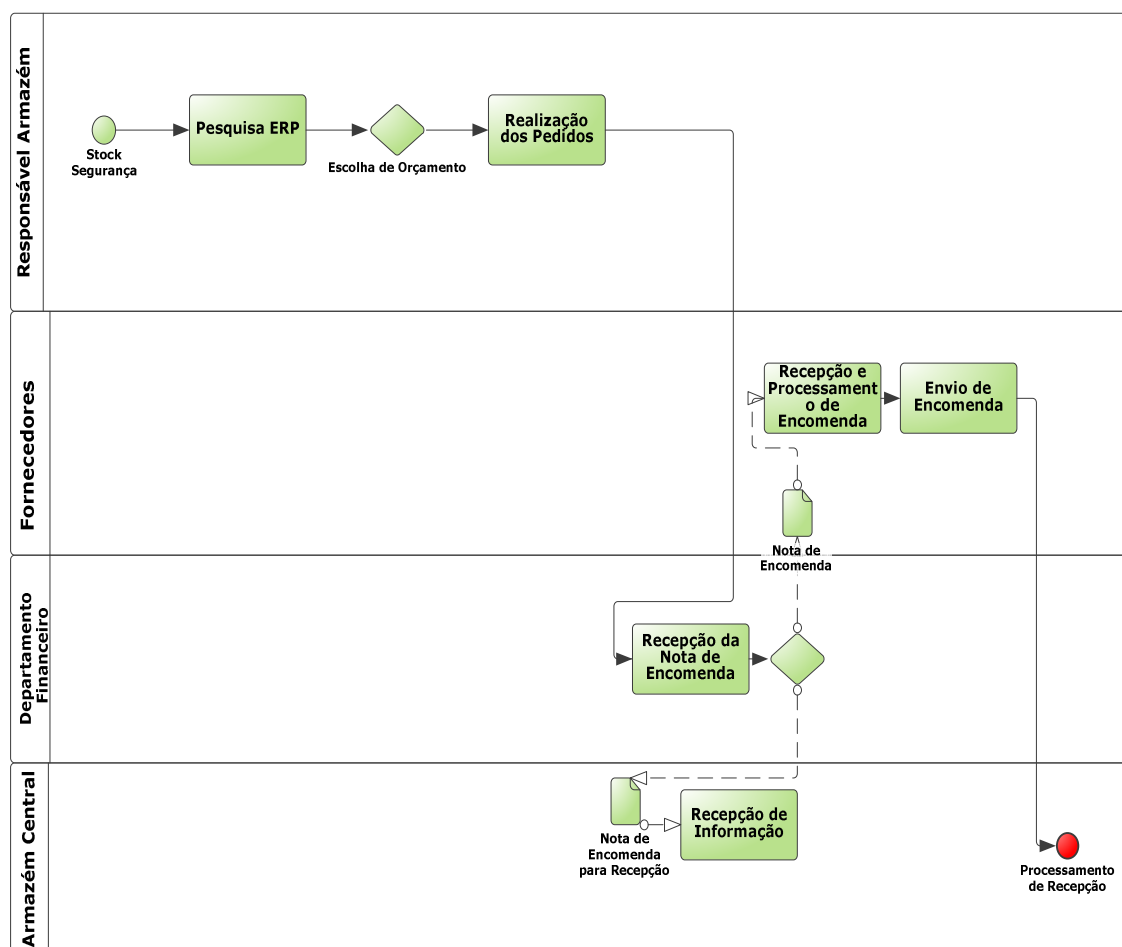 Responsável Armazém
Stock
Segurança
Pesquisa ERP
Escolha de Orçamento
Realização
dos Pedidos
Fornecedores
Recepção e
Processament
o de
Encomenda
Envio de
Encomenda
Nota de
Encomenda
Departamento
Financeiro
Recepção da
Nota de
Encomenda
Armazém Central
Nota de
Encomenda
para Recepção
Recepção de
Informação
Processamento
de Recepção